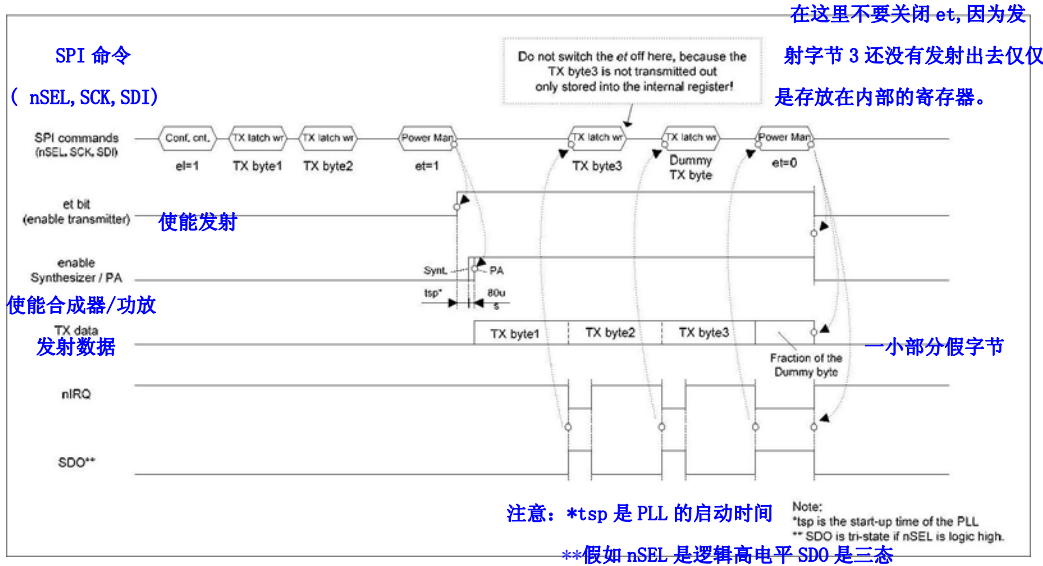 在这里不要关闭 et,因为发
射字节 3 还没有发射出去仅仅
是存放在内部的寄存器。
SPI 命令
( nSEL,SCK,SDI)
Do not switch the et off here, because the
TX byte3 is not transmitted out
only stored into the internal register!
SPI commands
(nSEL, SCK, SDI)
Conf. cnt.
TX latch wr
TX latch wr
Power Man
TX latch wr
TX latch wr
Power Man
el=1
TX byte1
TX byte2
et=1
TX byte3
Dummy
TX byte
et=0
et bit
(enable transmitter)
使能发射
enable
Synthesizer / PA
Synt.
PA
tsp*
80u
s
使能合成器/功放
TX data
发射数据
TX byte1
TX byte2
TX byte3
Fraction of the
Dummy byte
一小部分假字节
nIRQ
SDO**
注意: *tsp 是 PLL 的启动时间
**假如 nSEL 是逻辑高电平 SDO 是三态
Note:
*tsp is the start-up time of the PLL
** SDO is tri-state if nSEL is logic high.